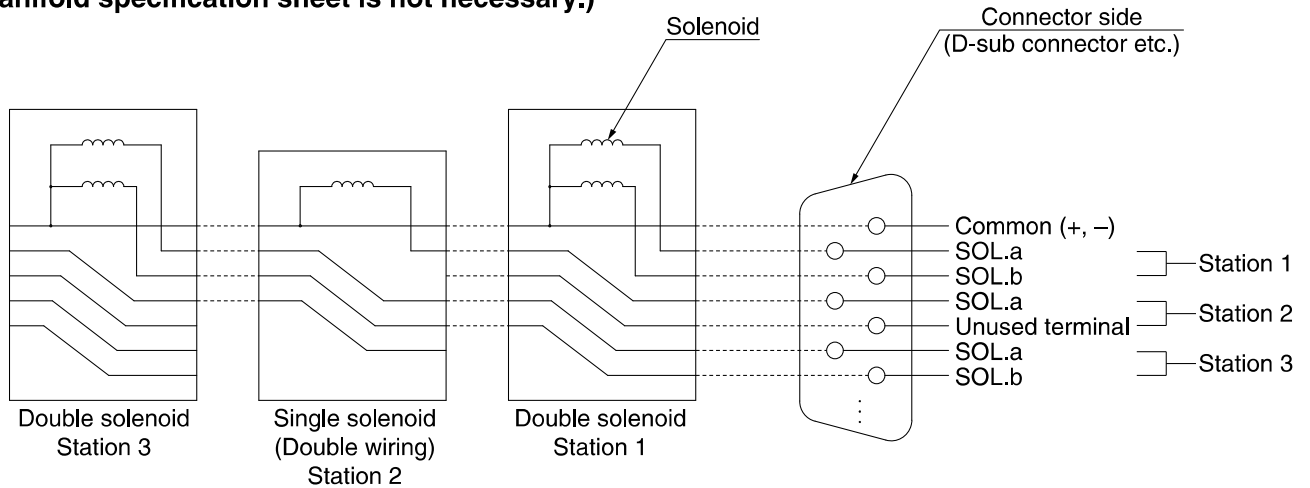 anifold specification sheet is not necessary.)
Solenoid
Connector side
(D-sub connector etc.)
Common (+, –)
SOL.a
SOL.b
Station 1
SOL.a
Unused terminal
Station 2
SOL.a
SOL.b
Station 3
Double solenoid
Station 3
Single solenoid
(Double wiring)
Station 2
Double solenoid
Station 1